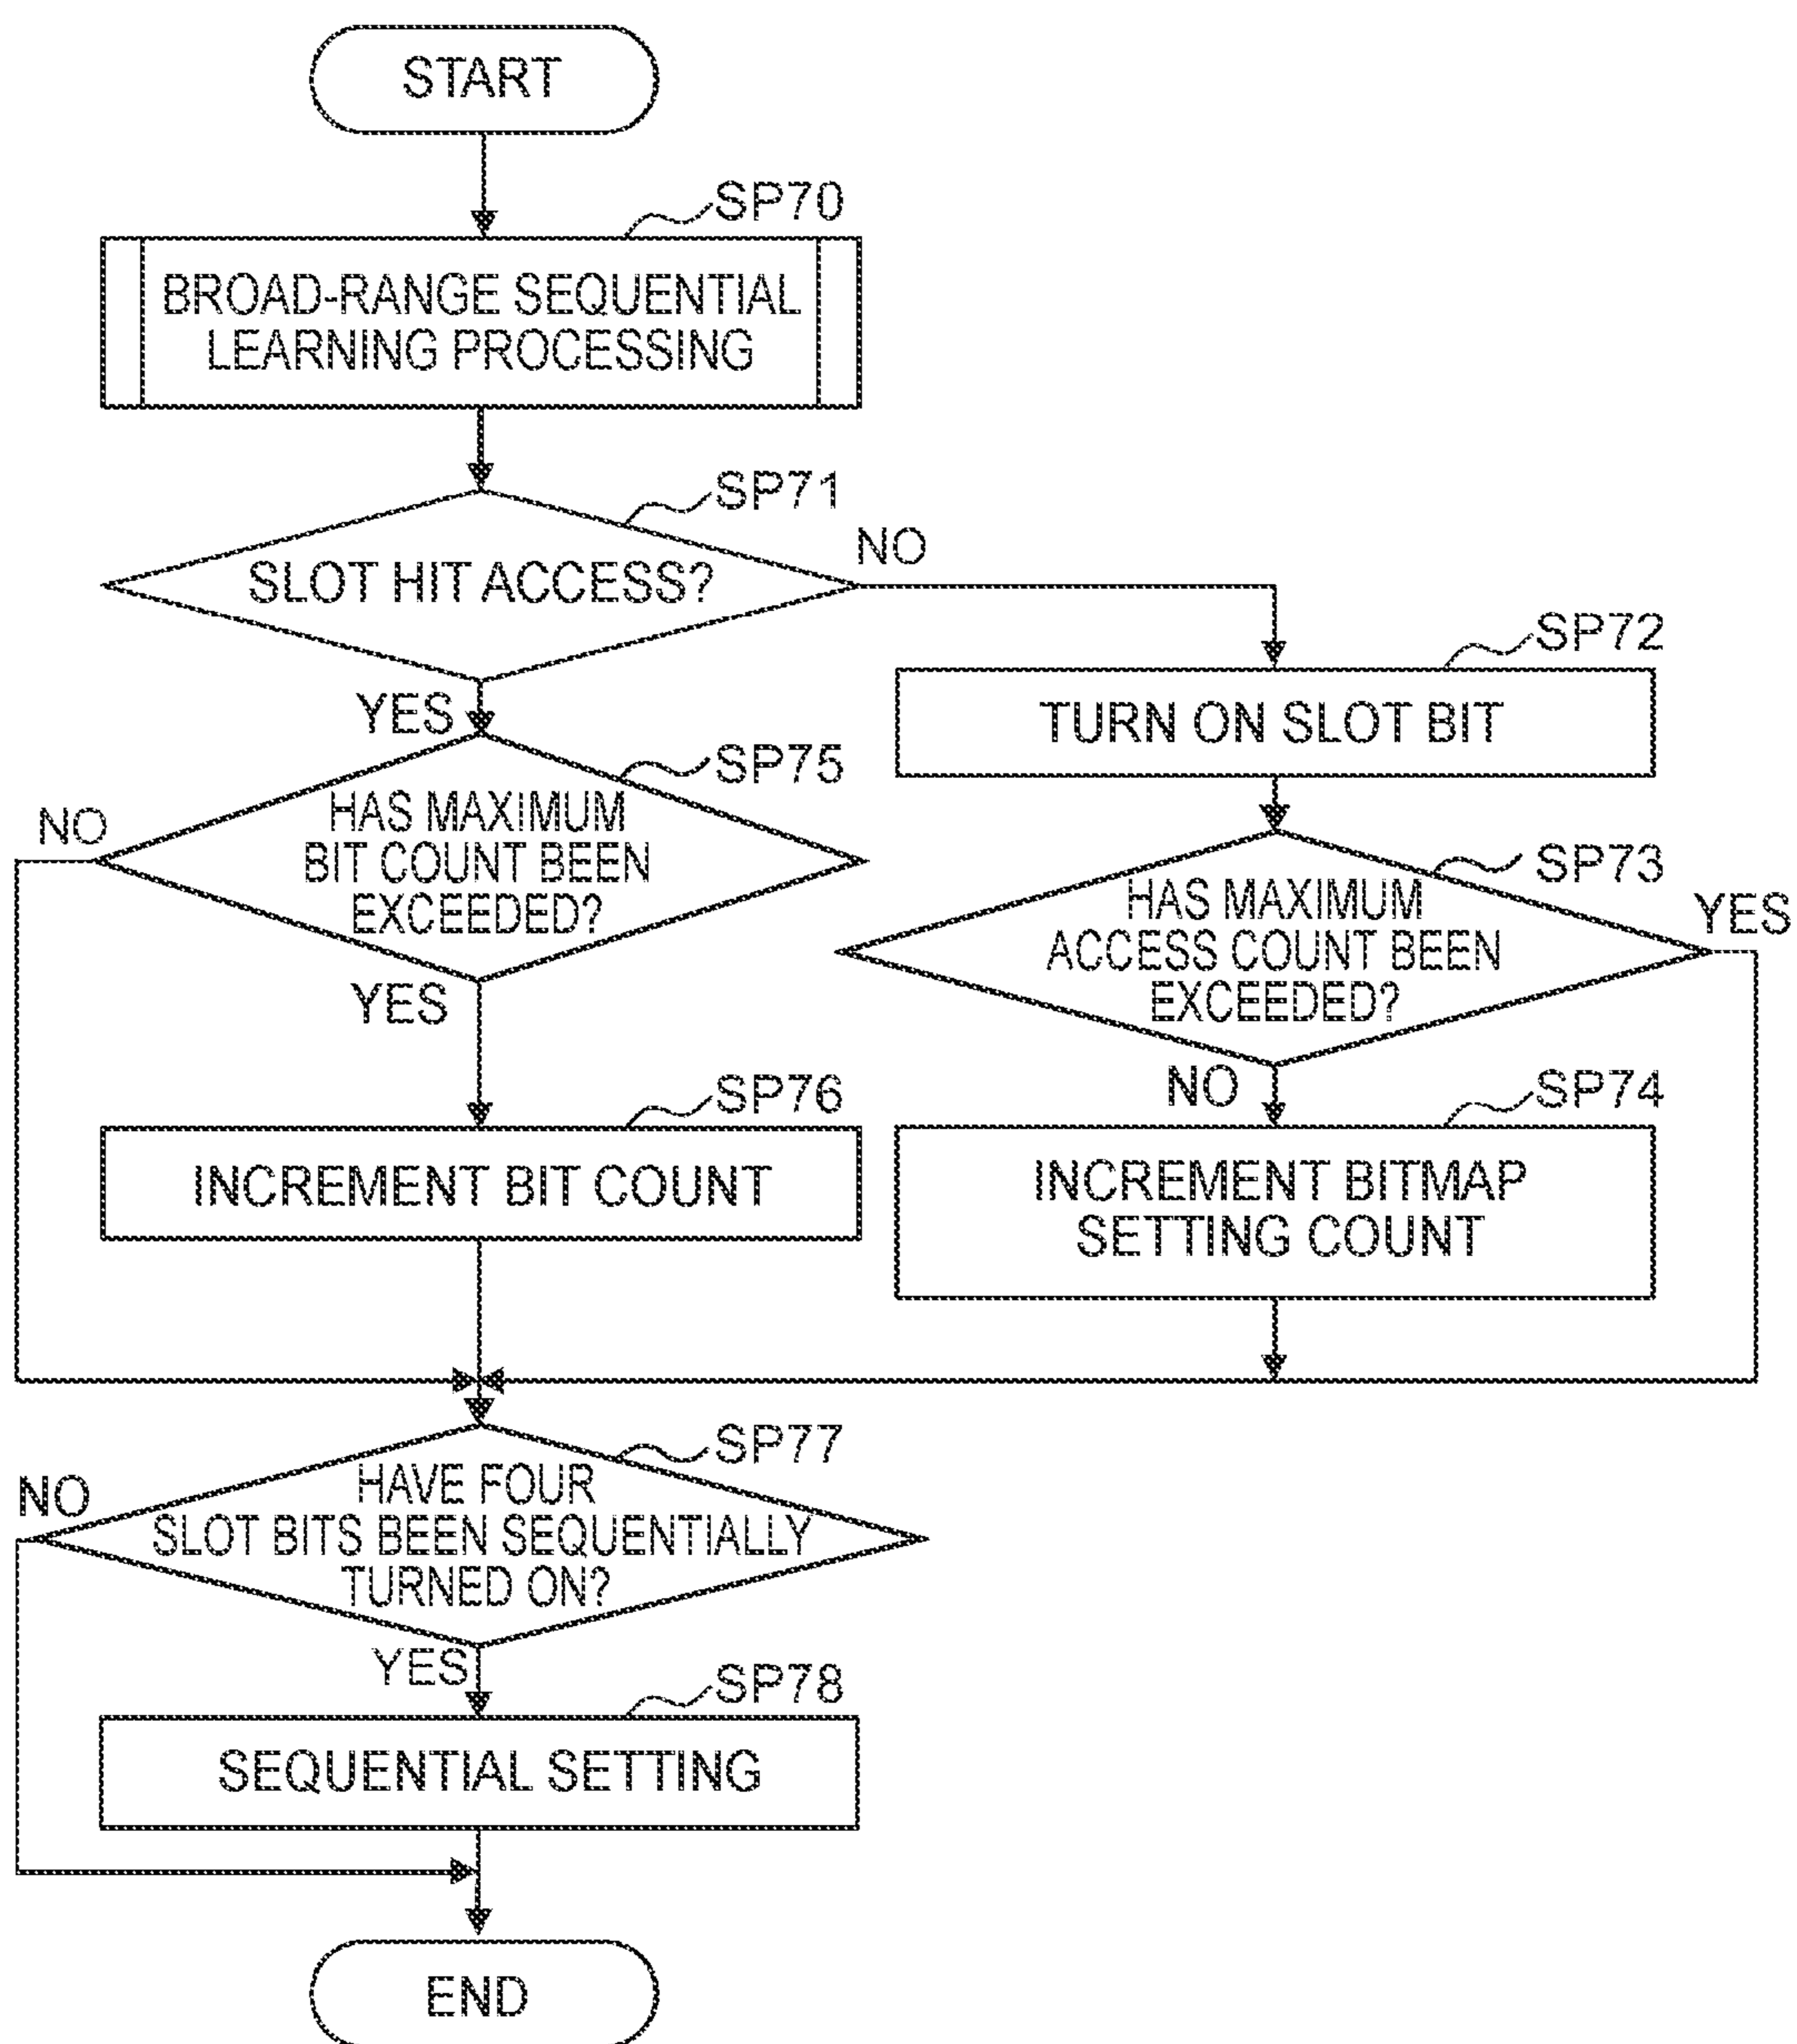 START
SP70
BROAD-RANGE SEQUENTIAL
LEARNING PROCESSING
SP71
SLOT HIT ACCESS?
NO
YES
SP72
TURN ON SLOT BIT
SP75
HAS MAXIMUM
BIT COUNT BEEN
EXCEEDED?
NO
YES
SP73
HAS MAXIMUM
ACCESS COUNT BEEN
EXCEEDED?
YES
NO
SP76
INCREMENT BIT COUNT
SP74
INCREMENT BITMAP
SETTING COUNT
SP77
HAVE FOUR
SLOT BITS BEEN SEQUENTIALLY
TURNED ON?
NO
YES
SP78
SEQUENTIAL SETTING
END